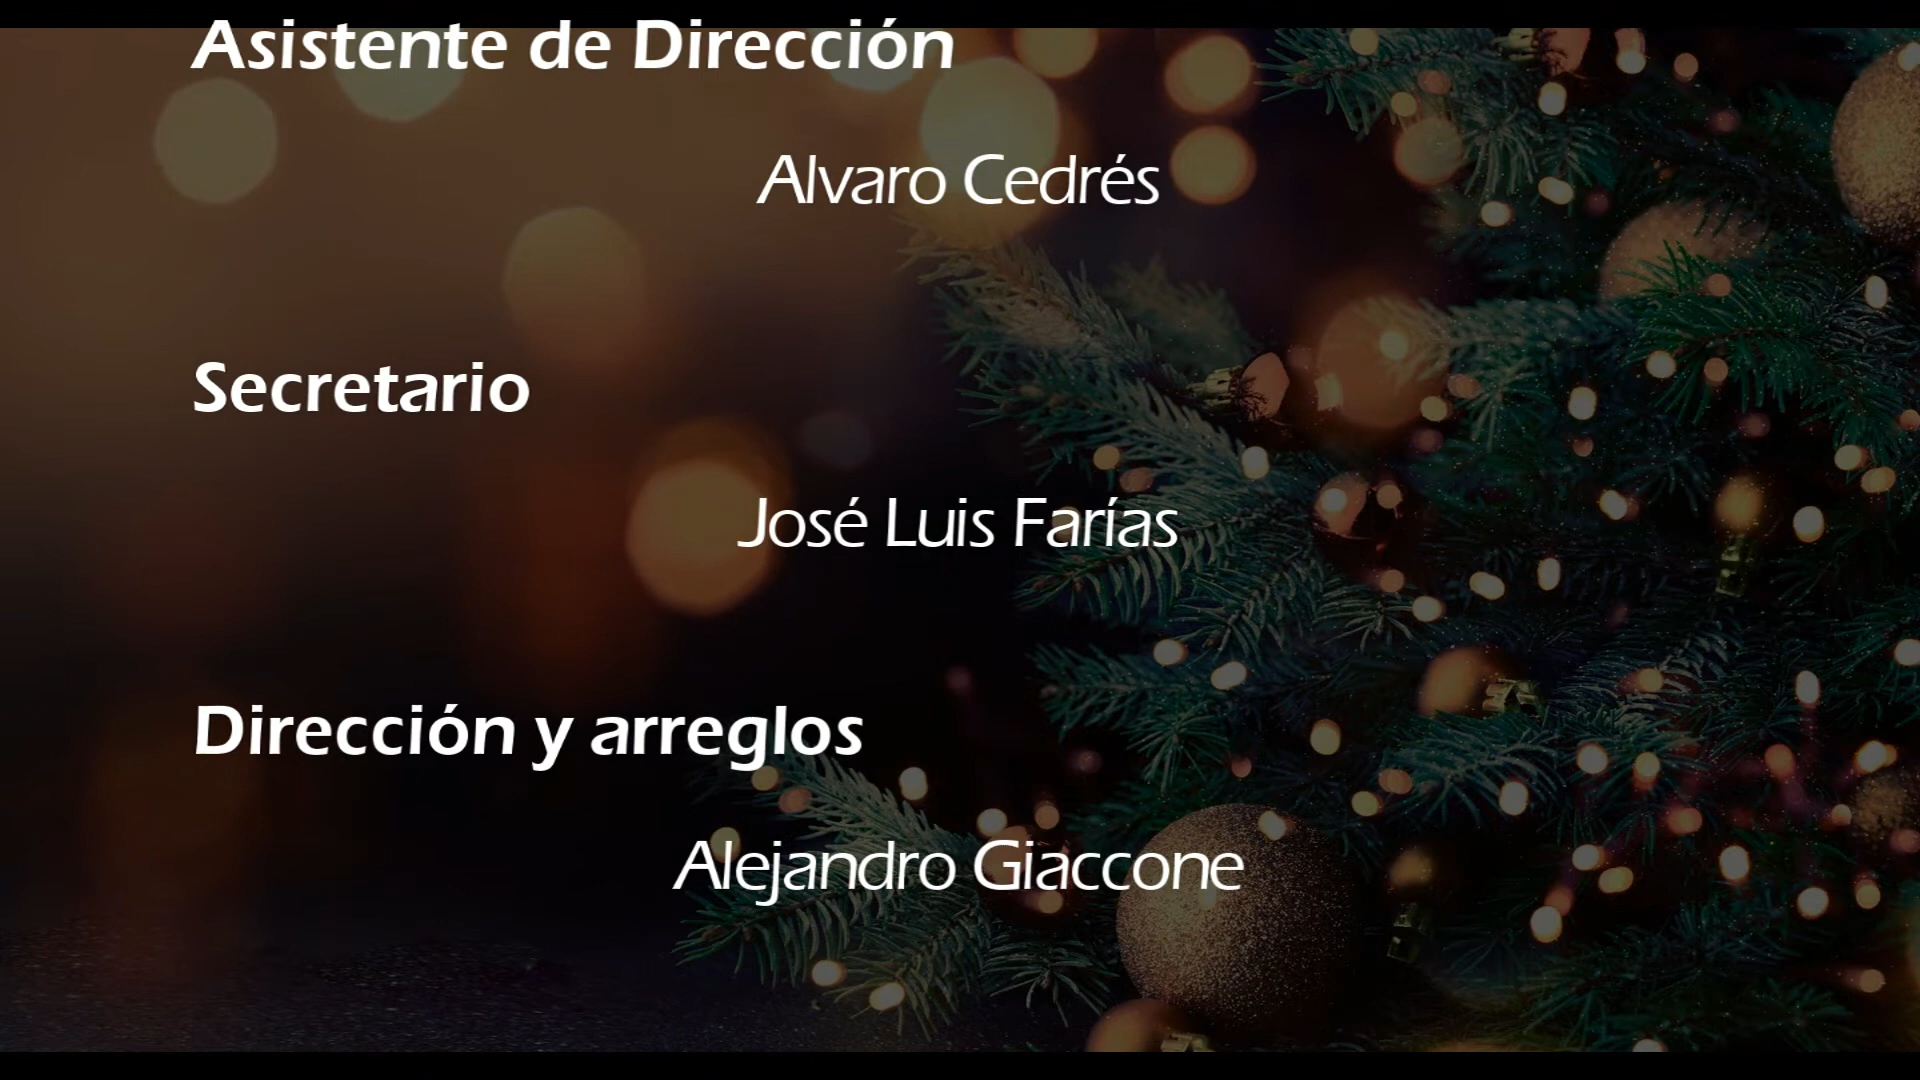 Asistente de Dirección
Alvaro Cedrés
Secretario
José Luis Farías
Dirección y arreglos
Alejandro Giaccone